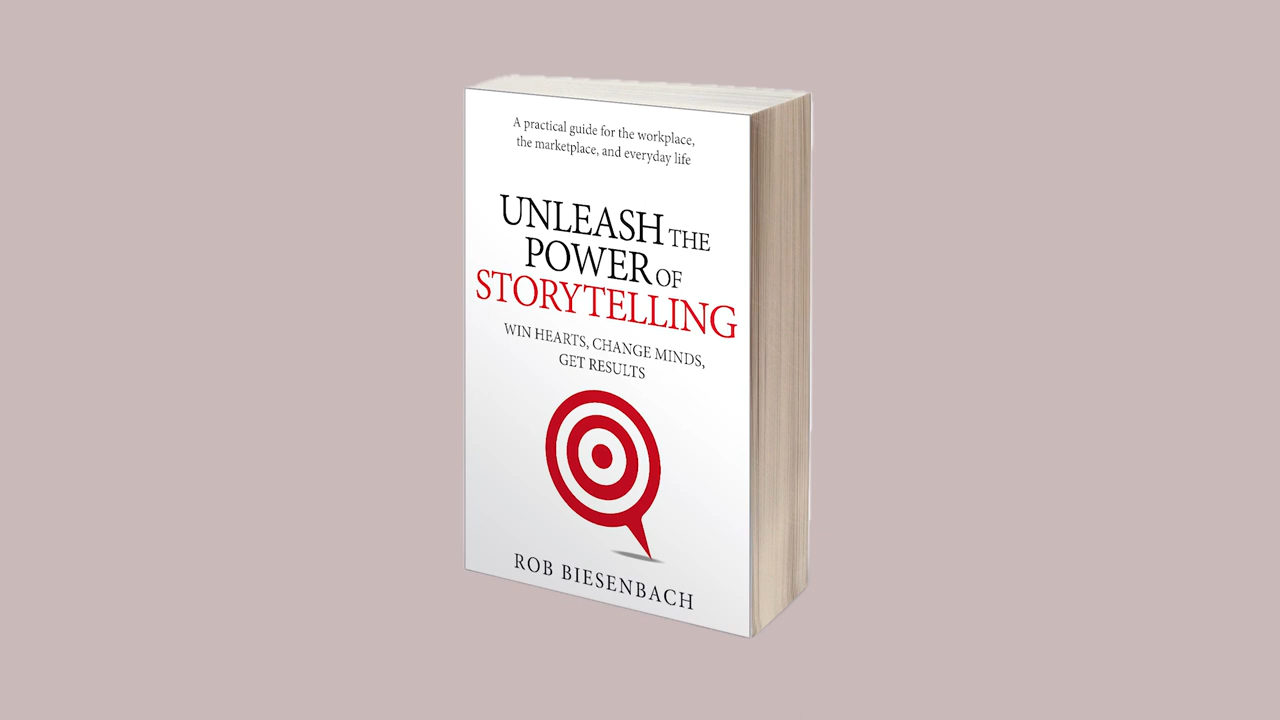 A practical guide for the workplace,
the marketplace, and everyday life
UNLEASH THE
POWER OF
STORYTELLING
WIN HEARTS, CHANGE MINDS,
GET RESULTS
ROB BIESENBACH